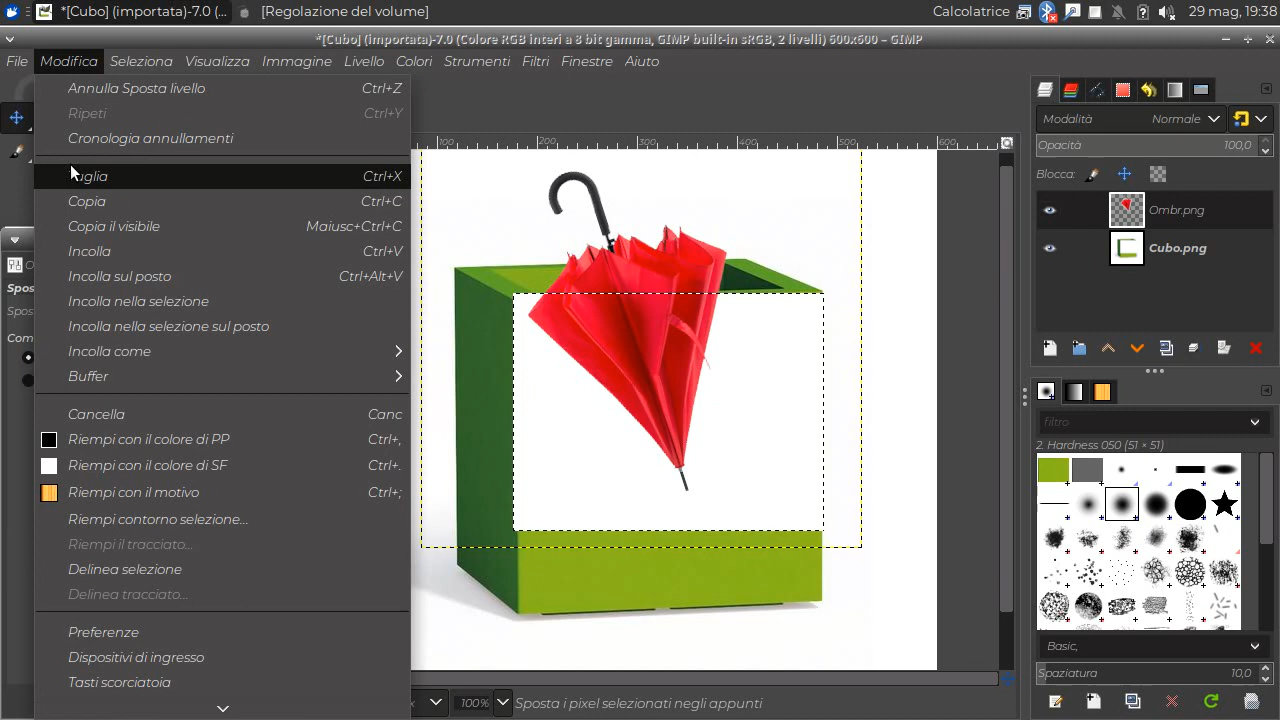 *[Cubo] (importata)-7.0 (...
[Regolazione del volume]
Calcolatrice
29 mag, 19:38
*[Cubo] (importata)-7.0 (Colore RGB interi a 8 bit gamma, GIMP built-in sRGB, 2 livelli) 600x600 – GIMP
File Modifica Seleziona Visualizza Immagine Livello Colori Strumenti Filtri Finestre Aiuto
Annulla Sposta livello Ctrl+Z
Ripeti Ctrl+Y
Cronologia annullamenti
Taglia Ctrl+X
Copia Ctrl+C
Copia il visibile Maiusc+Ctrl+C
Incolla Ctrl+V
Incolla sul posto Ctrl+Alt+V
Incolla nella selezione
Incolla nella selezione sul posto
Incolla come
Buffer
Cancella Canc
Riempi con il colore di PP Ctrl+,
Riempi con il colore di SF Ctrl+.
Riempi con il motivo Ctrl+;
Riempi contorno selezione...
Riempi il tracciato...
Delinea selezione
Delinea tracciato...
Preferenze
Dispositivi di ingresso
Tasti scorciatoia
100 200 300 400 500 600
100%
Sposta i pixel selezionati negli appunti
Modalità Normale
Opacità 100,0
Blocca:
Ombr.png
Cubo.png
filtro
2. Hardness 050 (51 × 51)
Basic,
Spaziatura 10,0